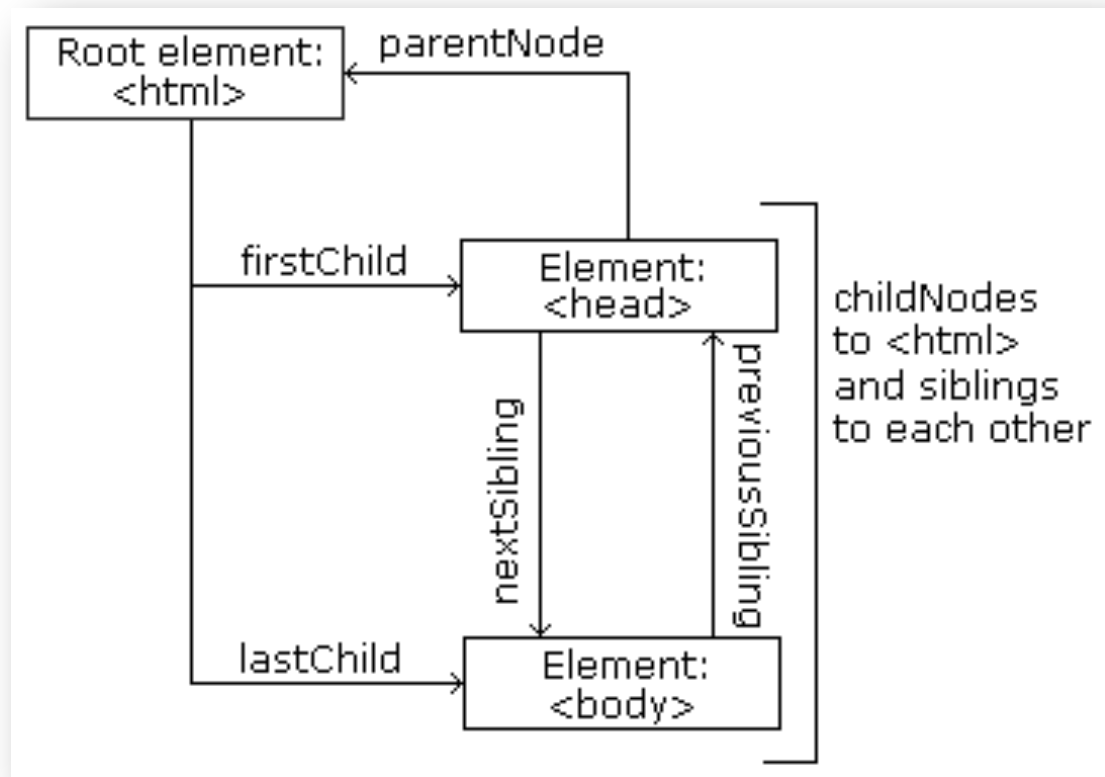 Root element:
<html>
parentNode
firstChild
Element:
<head>
childNodes
to <html>
and siblings
to each other
nextSibling
previousSibling
lastChild
Element:
<body>